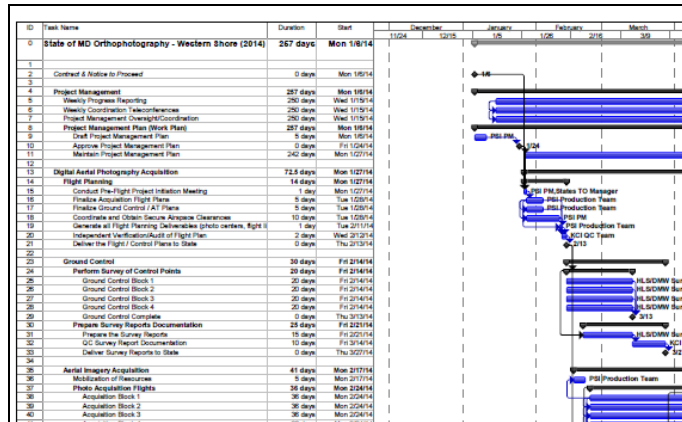 ID Task Name Duration Start December January February March
11/24 12/15 1/5 1/26 2/16 3/9
0 State of MD Orthophotography - Western Shore (2014) 267 days Mon 1/6/14
1
2 Contract & Notice to Proceed 0 days Mon 1/6/14 1/6
3
4 Project Management 267 days Mon 1/6/14
5 Weekly Progress Reporting 250 days Wed 1/15/14
6 Weekly Coordination Teleconferences 250 days Wed 1/15/14
7 Project Management Oversight/Coordination 250 days Wed 1/15/14
8 Project Management Plan (Work Plan) 257 days Mon 1/6/14
9 Draft Project Management Plan 5 days Mon 1/6/14 PSI PM
10 Approve Project Management Plan 0 days Fri 1/24/14 1/24
11 Maintain Project Management Plan 242 days Mon 1/27/14
12
13 Digital Aerial Photography Acquisition 72.5 days Mon 1/27/14
14 Flight Planning 14 days Mon 1/27/14
15 Conduct Pre-Flight Project Initiation Meeting 1 day Mon 1/27/14 PSI PM,States TO Manager
16 Finalize Acquisition Flight Plans 5 days Tue 1/28/14 PSI Production Team
17 Finalize Ground Control / AT Plans 5 days Tue 1/28/14 PSI Production Team
18 Coordinate and Obtain Secure Airspace Clearances 10 days Tue 1/28/14 PSI PM
19 Generate all Flight Planning Deliverables (photo centers, flight l 1 day Tue 2/11/14 PSI Production Team
20 Independent Verification/Audit of Flight Plan 2 days Wed 2/12/14 KCI QC Team
21 Deliver the Flight / Control Plans to State 0 days Thu 2/13/14 2/13
22
23 Ground Control 30 days Fri 2/14/14
24 Perform Survey of Control Points 20 days Fri 2/14/14
25 Ground Control Block 1 20 days Fri 2/14/14 HLS/DMW Sur
26 Ground Control Block 2 20 days Fri 2/14/14 HLS/DMW Sur
27 Ground Control Block 3 20 days Fri 2/14/14 HLS/DMW Sur
28 Ground Control Block 4 20 days Fri 2/14/14 HLS/DMW Sur
29 Ground Control Complete 0 days Thu 3/13/14 3/13
30 Prepare Survey Reports Documentation 25 days Fri 2/21/14
31 Prepare the Survey Reports 15 days Fri 2/21/14 HLS/DMW Sur
32 QC Survey Report Documentation 10 days Fri 3/14/14 KCI
33 Deliver Survey Reports to State 0 days Thu 3/27/14 3/2
34
35 Aerial Imagery Acquisition 41 days Mon 2/17/14
36 Mobilization of Resources 5 days Mon 2/17/14 PSI Production Team
37 Photo Acquisition Flights 36 days Mon 2/24/14
38 Acquisition Block 1 36 days Mon 2/24/14
39 Acquisition Block 2 36 days Mon 2/24/14
40 Acquisition Block 3 36 days Mon 2/24/14